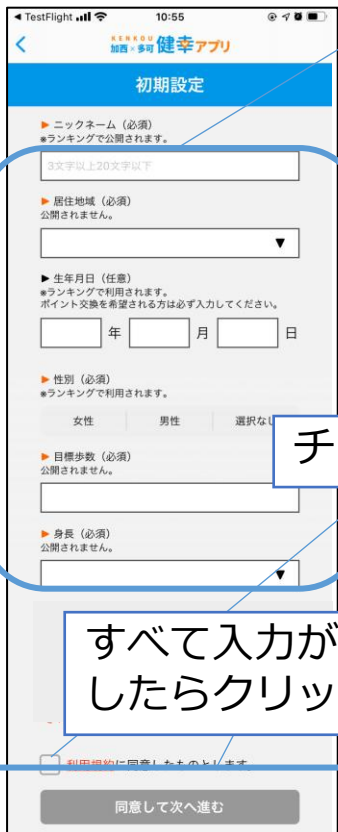 TestFlight 10:55
KENKOU
加西×多可 健幸アプリ
初期設定
▶ ニックネーム（必須）
※ランキングで公開されます。
3文字以上20文字以下
▶ 居住地域（必須）
公開されません。
▼
▶ 生年月日（任意）
※ランキングで利用されます。
ポイント交換を希望される方は必ず入力してください。
年 月 日
▶ 性別（必須）
※ランキングで利用されます。
女性 男性 選択なし
チ
▶ 目標歩数（必須）
公開されません。
▶ 身長（必須）
公開されません。
▼
すべて入力が
したらクリッ
利用規約に同意したものとします。
同意して次へ進む